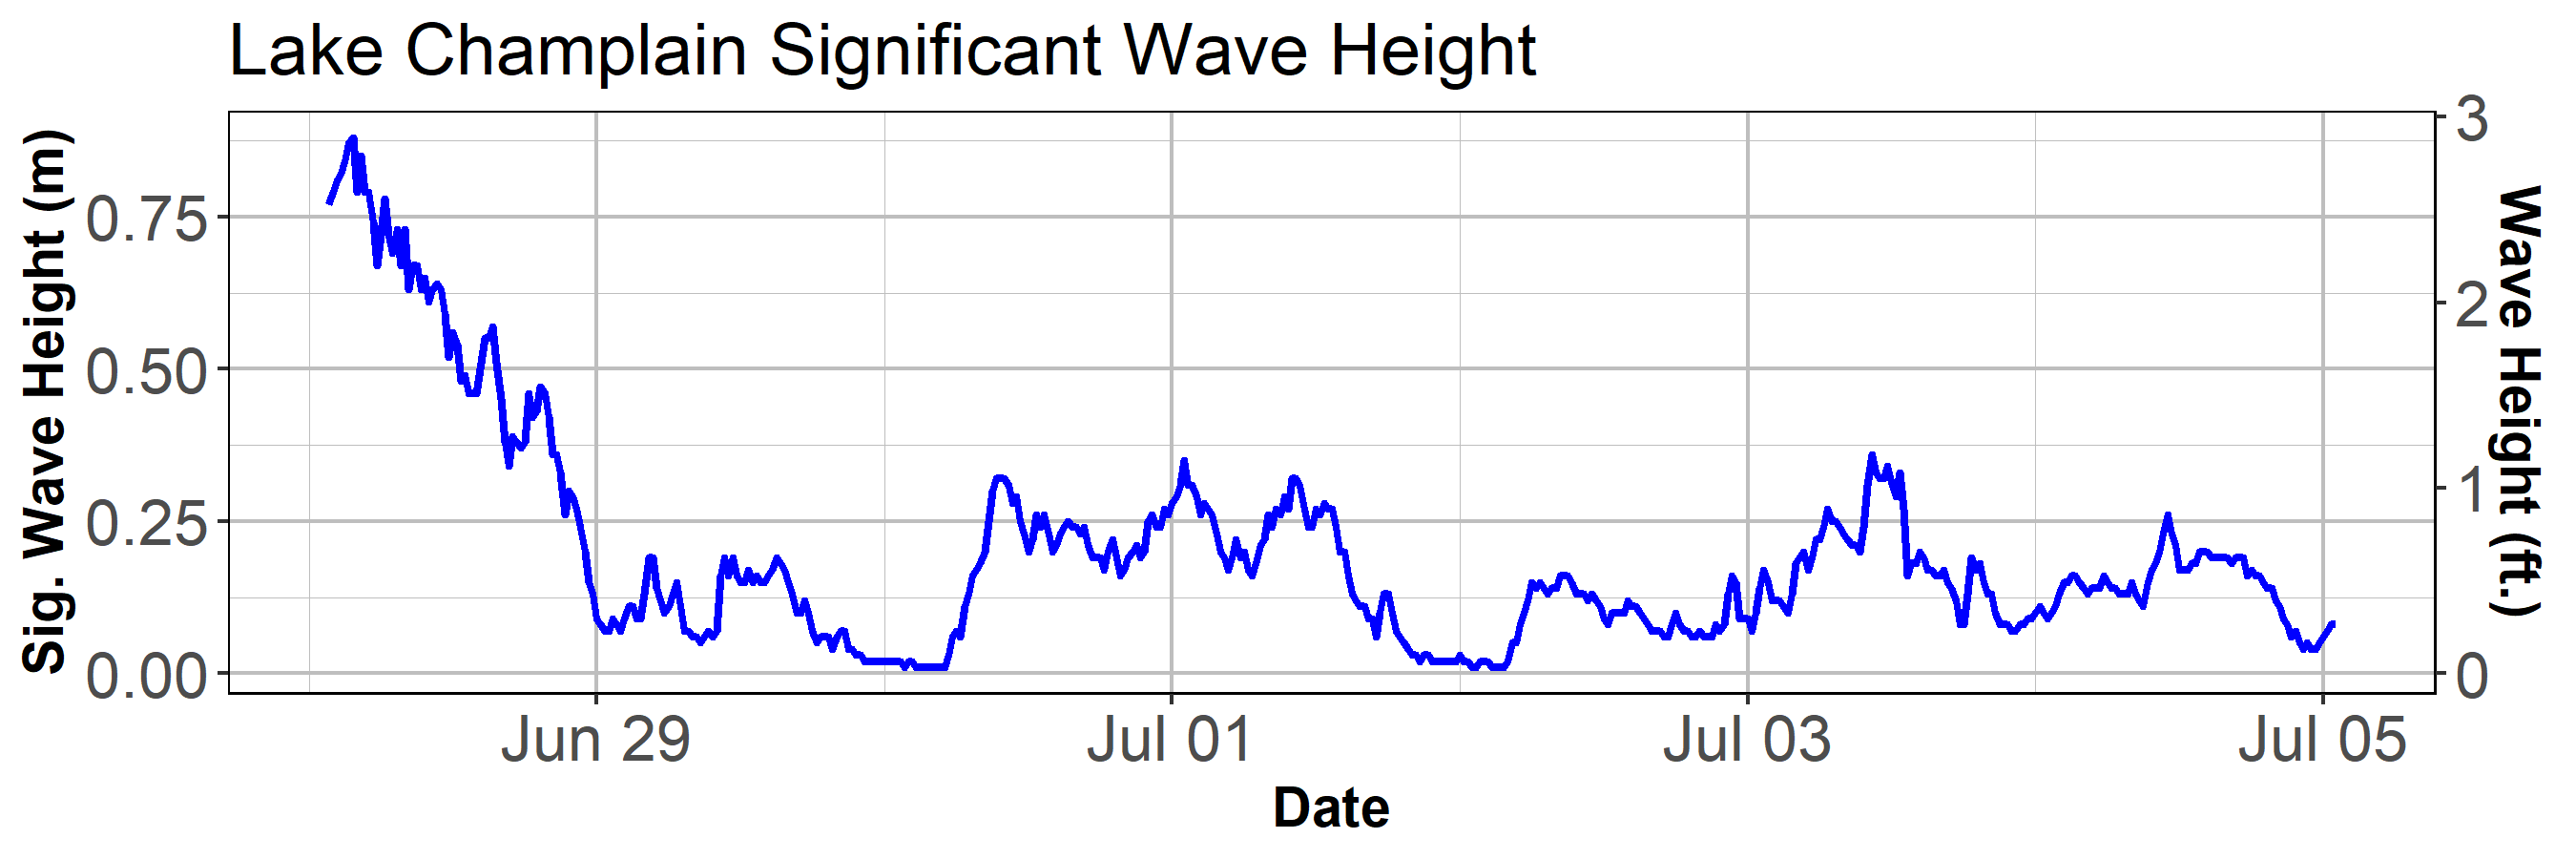 Lake Champlain Significant Wave Height
Sig. Wave Height (m)
0.75
0.50
0.25
0.00
3
2
1
0
Wave Height (ft.)
Jun 29
Jul 01
Jul 03
Jul 05
Date